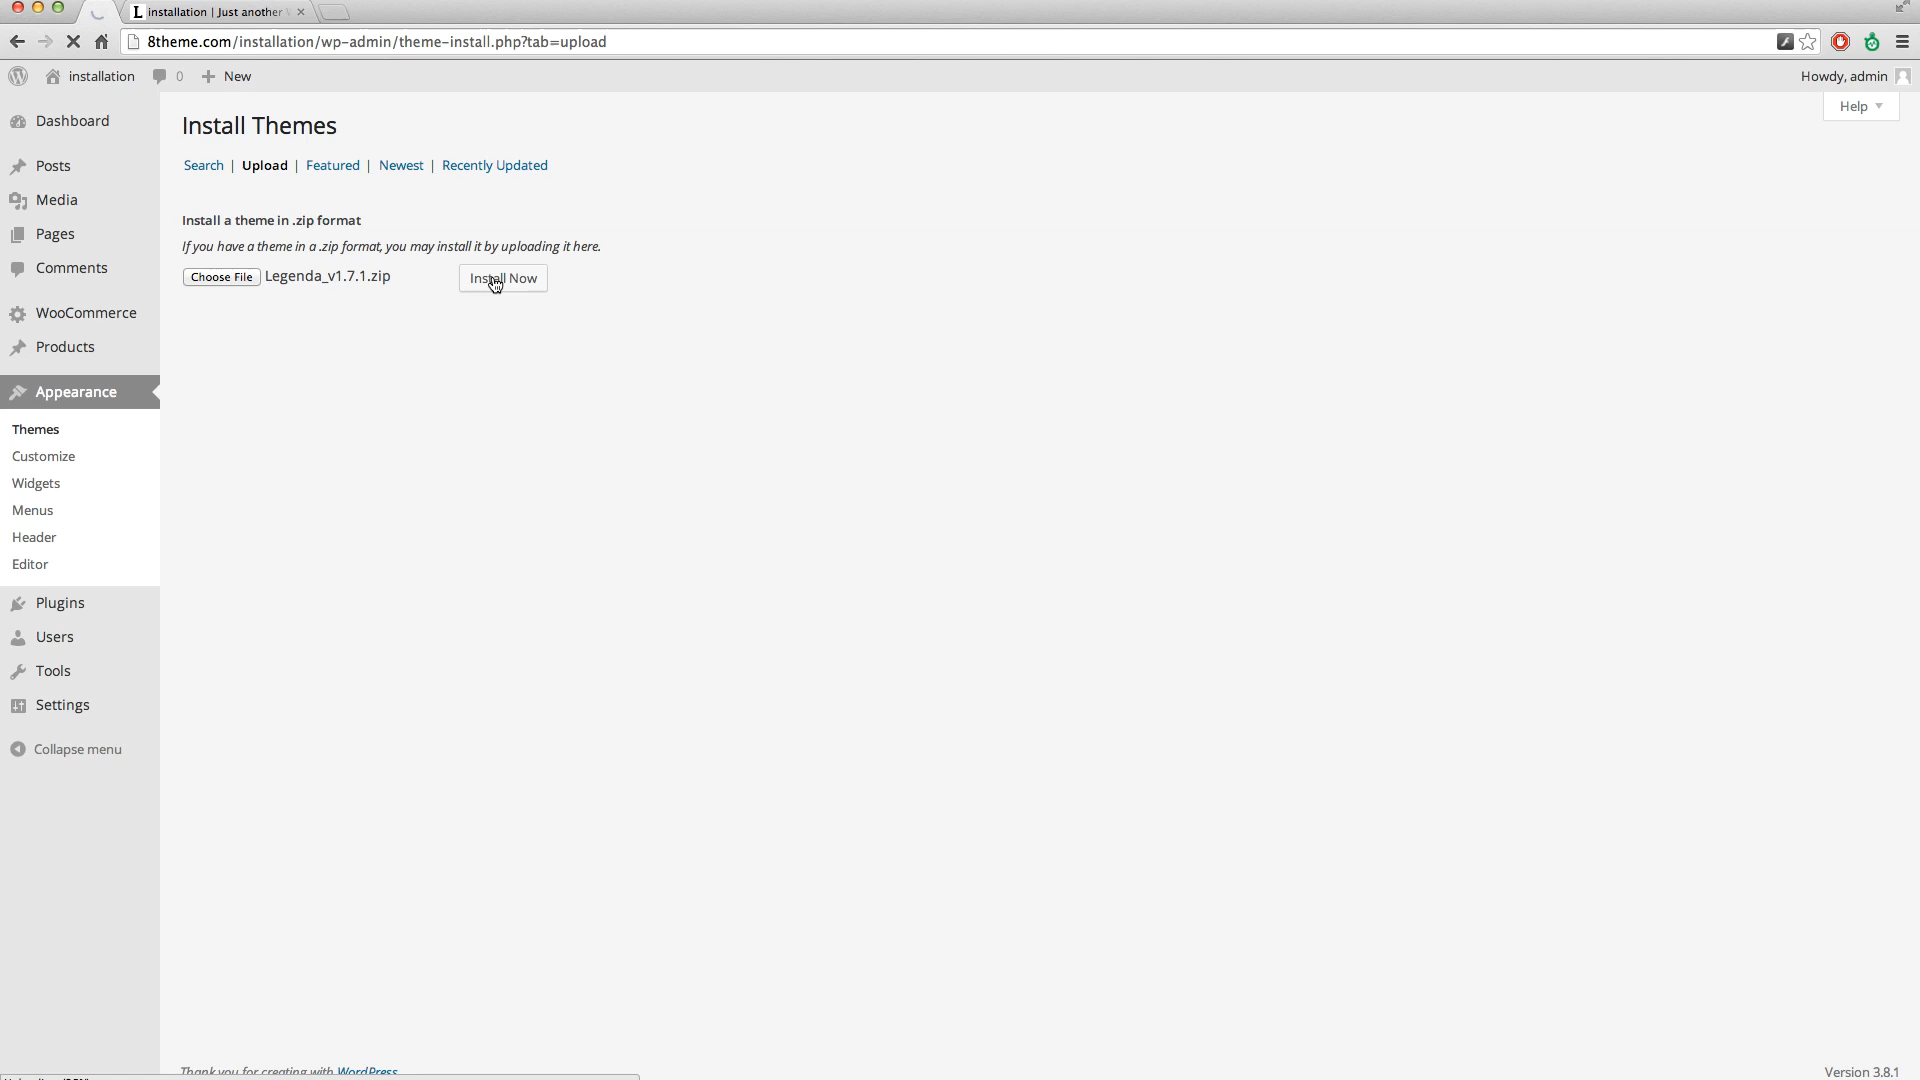 installation | Just another
8theme.com/installation/wp-admin/theme-install.php?tab=upload
installation 0 New Howdy, admin
Help
Dashboard
Posts
Media
Pages
Comments
WooCommerce
Products
Appearance
Themes
Customize
Widgets
Menus
Header
Editor
Plugins
Users
Tools
Settings
Collapse menu
Install Themes
Search | Upload | Featured | Newest | Recently Updated
Install a theme in .zip format
If you have a theme in a .zip format, you may install it by uploading it here.
Choose File Legenda_v1.7.1.zip Install Now
Thank you for creating with WordPress. Version 3.8.1